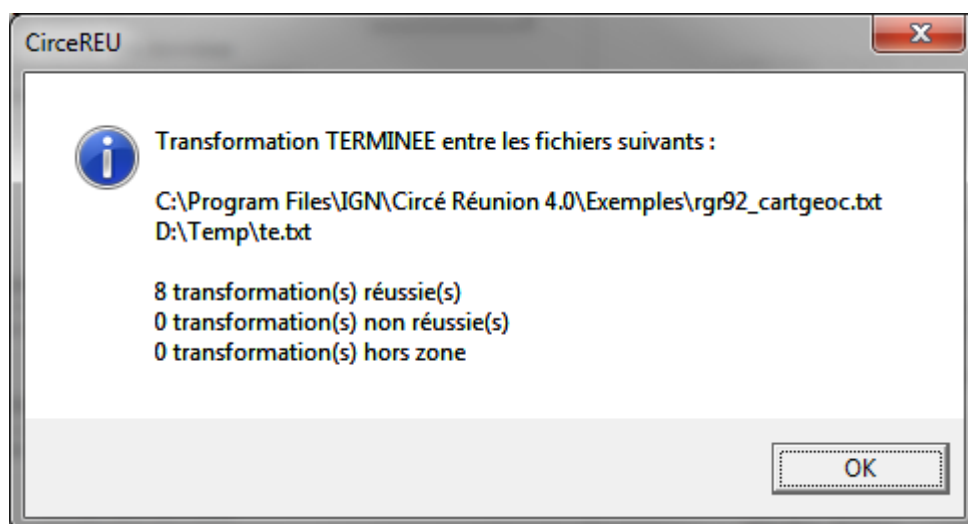 CirceREU
Transformation TERMINEE entre les fichiers suivants :
C:\Program Files\IGN\Circé Réunion 4.0\Exemples\rgr92_cartgeoc.txt
D:\Temp\te.txt
8 transformation(s) réussie(s)
0 transformation(s) non réussie(s)
0 transformation(s) hors zone
OK